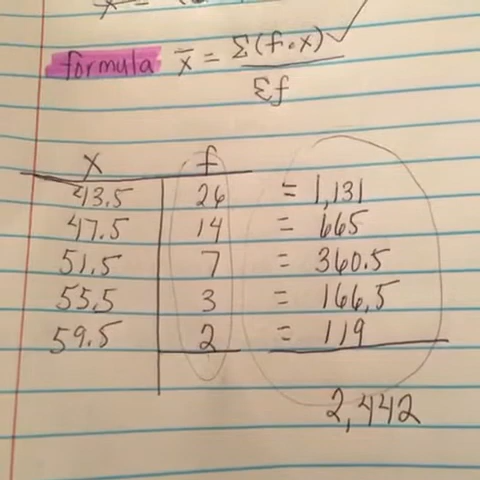 formula x̄ = Σ(f·x)
Σf
x f
43.5 26 = 1,131
47.5 14 = 665
51.5 7 = 360.5
55.5 3 = 166.5
59.5 2 = 119
2,442